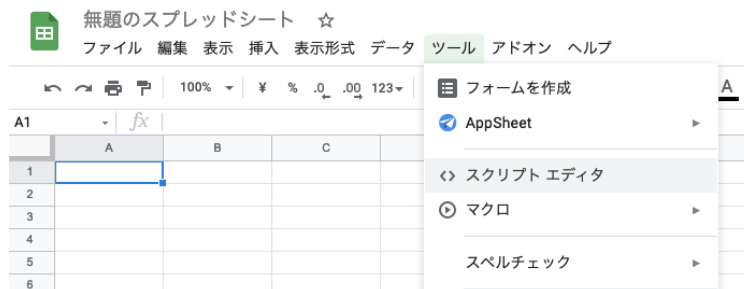 無題のスプレッドシート
ファイル 編集 表示 挿入 表示形式 データ ツール アドオン ヘルプ
100% ¥ % .0 .00 123 A
A1 fx
A B C
フォームを作成
AppSheet
スクリプト エディタ
マクロ
スペルチェック
1
2
3
4
5
6